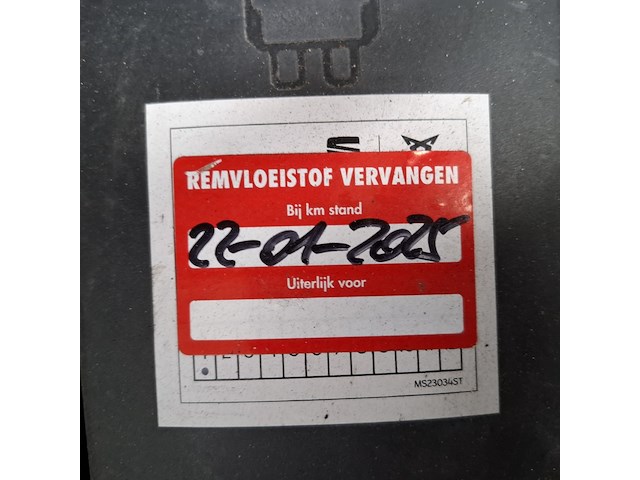 REMVLOEISTOF VERVANGEN
Bij km stand
22-01-2025
Uiterlijk voor
MS23034ST